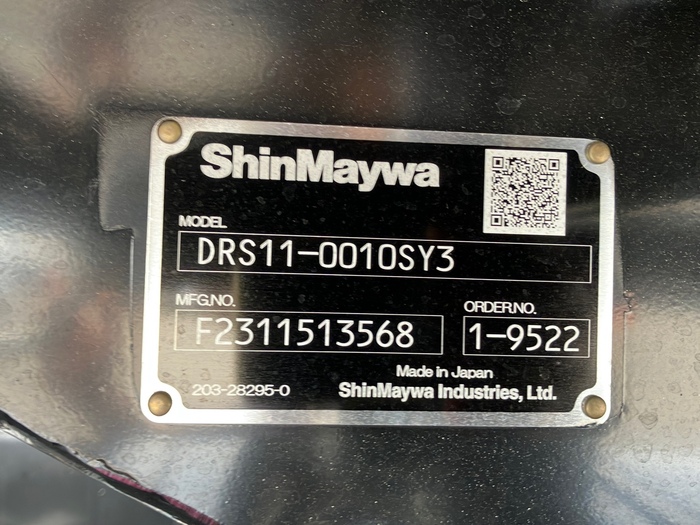 ShinMaywa
MODEL
DRS11-0010SY3
MFG.NO.
ORDER.NO.
F2311513568
1-9522
Made in Japan
203-28295-0
ShinMaywa Industries, Ltd.